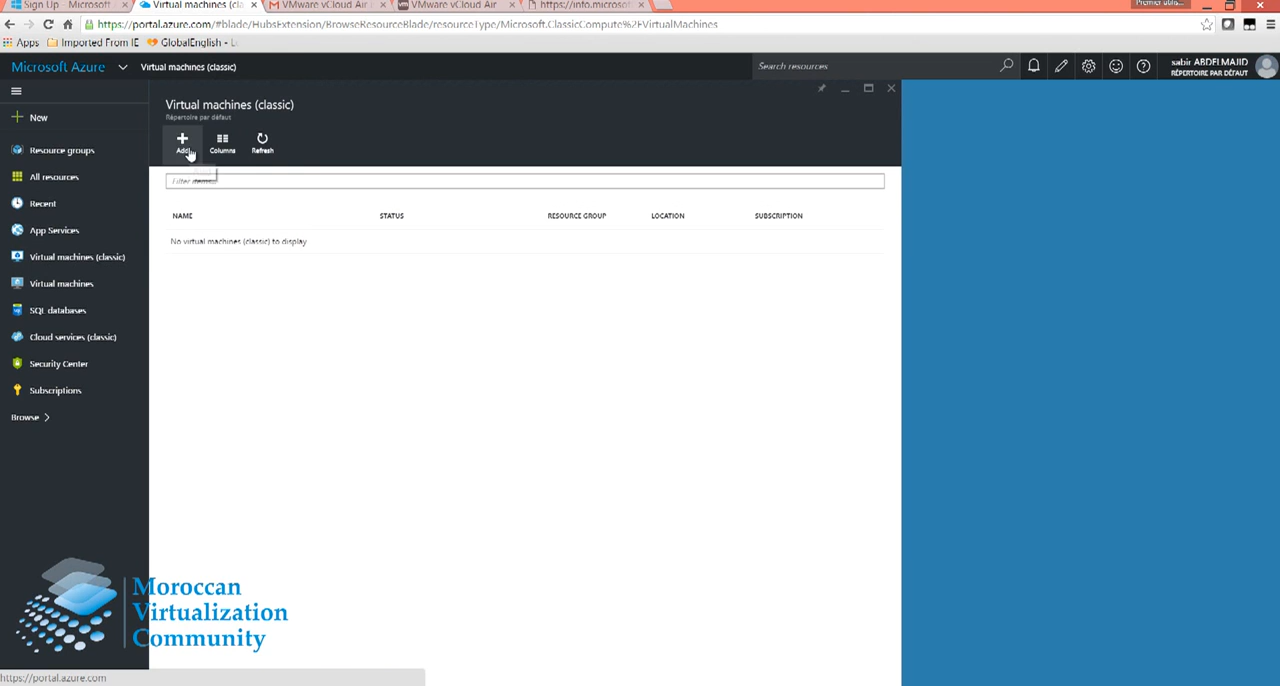 Sign Up - Microsoft
Virtual machines (cla
VMware vCloud Air
VMware vCloud Air
https://info.microsof
Premier utilis...
https://portal.azure.com/#blade/HubsExtension/BrowseResourceBlade/resourceType/Microsoft.ClassicCompute%2FVirtualMachines
Apps
Imported From IE
GlobalEnglish - L
Microsoft Azure
Virtual machines (classic)
Search resources
sabir ABDELMAJID
RÉPERTOIRE PAR DÉFAUT
New
Resource groups
All resources
Recent
App Services
Virtual machines (classic)
Virtual machines
SQL databases
Cloud services (classic)
Security Center
Subscriptions
Browse
Virtual machines (classic)
Répertoire par défaut
Add
Columns
Refresh
Filter items...
NAME
STATUS
RESOURCE GROUP
LOCATION
SUBSCRIPTION
No virtual machines (classic) to display
Moroccan
Virtualization
Community
https://portal.azure.com